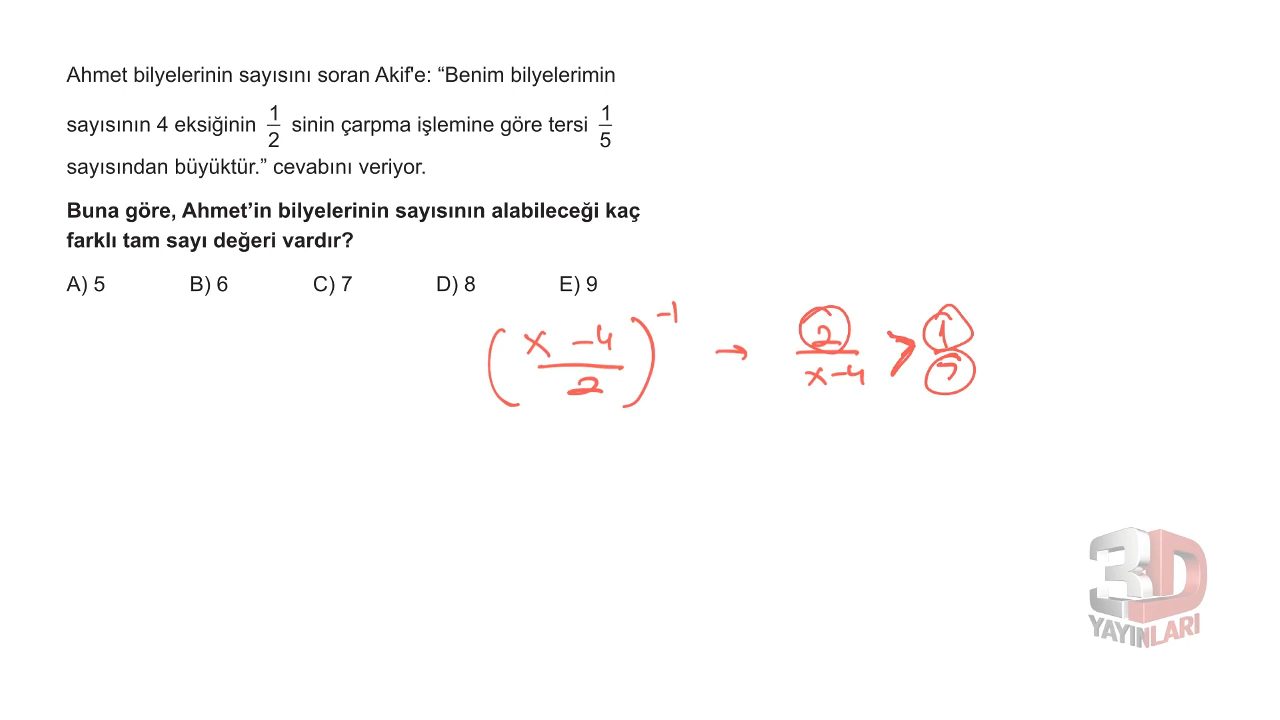 Ahmet bilyelerinin sayısını soran Akif'e: “Benim bilyelerimin
sayısının 4 eksiğinin 1/2 sinin çarpma işlemine göre tersi 1/5
sayısından büyüktür.” cevabını veriyor.
Buna göre, Ahmet’in bilyelerinin sayısının alabileceği kaç
farklı tam sayı değeri vardır?
A) 5 B) 6 C) 7 D) 8 E) 9
(x-4/2)^-1 → 2/x-4 > 1/5
3D
YAYINLARI